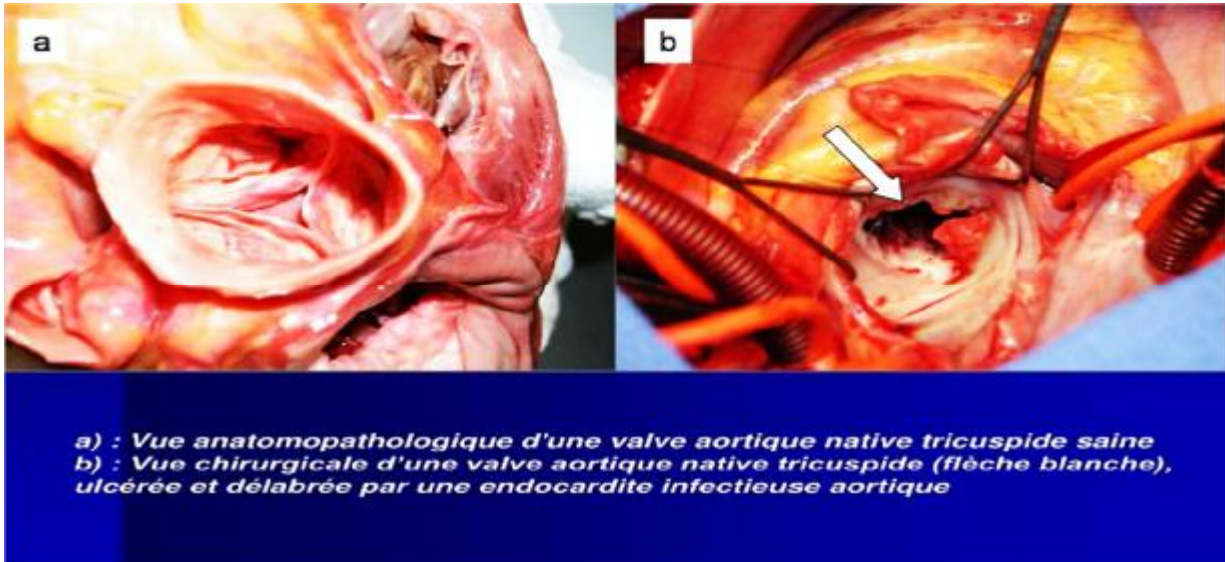 a
b
a) : Vue anatomopathologique d'une valve aortique native tricuspide saine
b) : Vue chirurgicale d'une valve aortique native tricuspide (flèche blanche),
ulcérée et délabrée par une endocardite infectieuse aortique